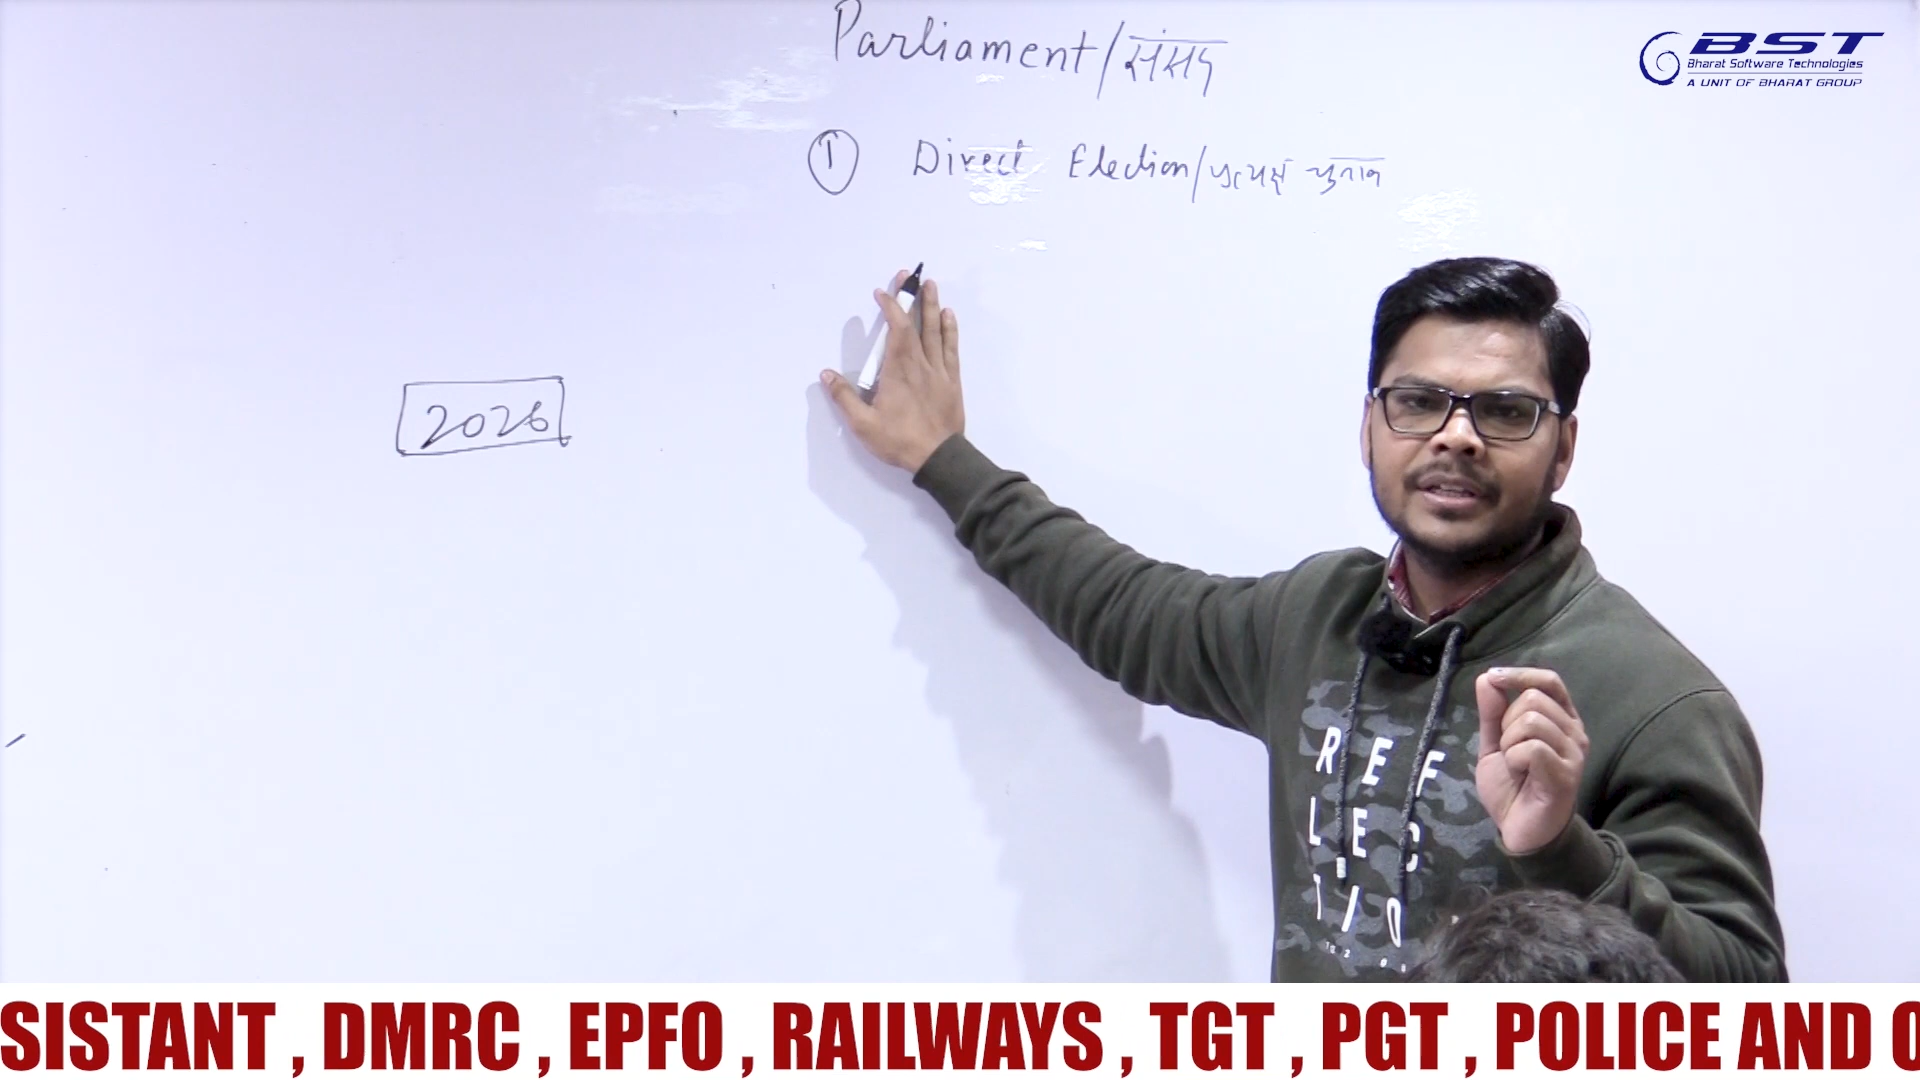 Parliament/संसद
BST
Bharat Software Technologies
A UNIT OF BHARAT GROUP
1 Direct Election/प्रत्यक्ष चुनाव
2026
REF
LEC
TIO
SISTANT , DMRC , EPFO , RAILWAYS , TGT , PGT , POLICE AND O